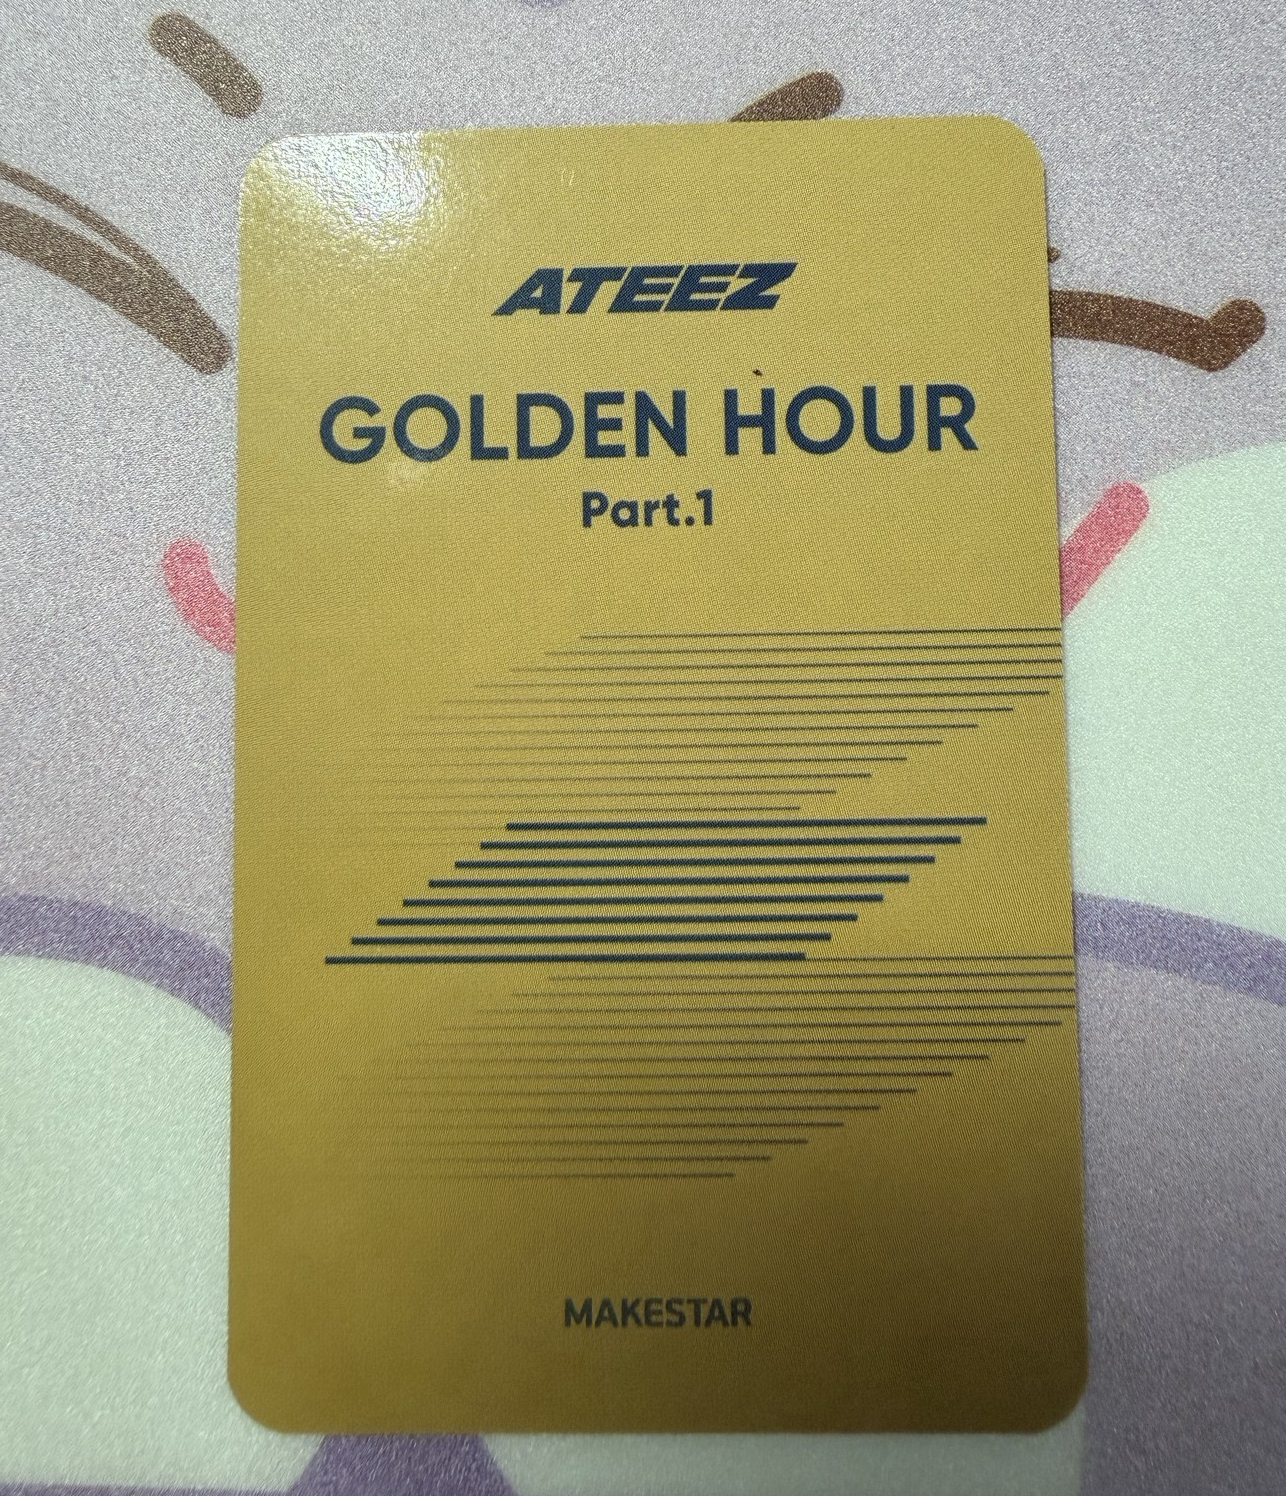 ATEEZ
GOLDEN HOUR
Part.1
MAKESTAR